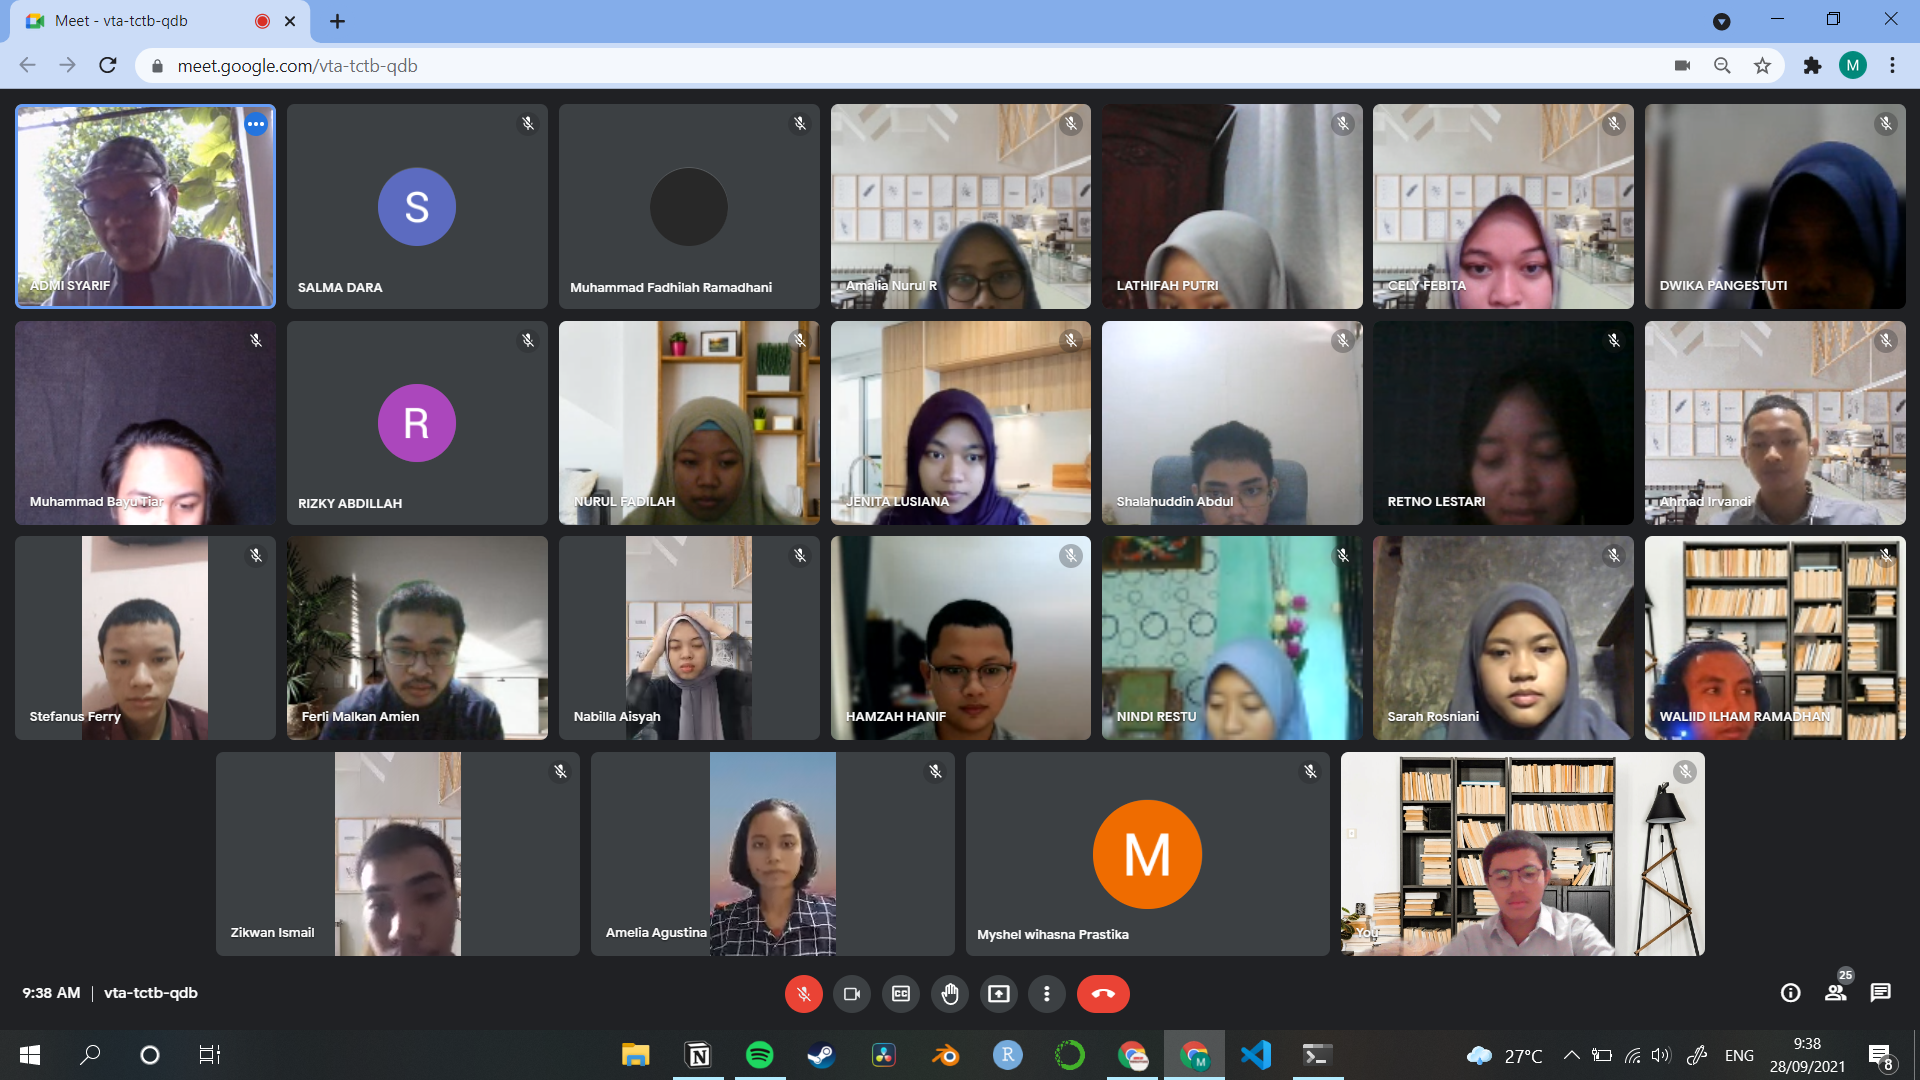 Meet - vta-tctb-qdb
meet.google.com/vta-tctb-qdb
M
ADMI SYARIF
S
SALMA DARA
Muhammad Fadhilah Ramadhani
Amalia Nurul R
LATHIFAH PUTRI
CELY FEBITA
DWIKA PANGESTUTI
Muhammad Bayu Tiar
R
RIZKY ABDILLAH
NURUL FADILAH
JENITA LUSIANA
Shalahuddin Abdul
RETNO LESTARI
Ahmad Irvandi
Stefanus Ferry
Ferli Malkan Amien
Nabilla Aisyah
HAMZAH HANIF
NINDI RESTU
Sarah Rosniani
WALIID ILHAM RAMADHAN
Zikwan Ismail
Amelia Agustina
M
Myshel wihasna Prastika
You
9:38 AM | vta-tctb-qdb
CC
25
N
R
M
27°C
ENG
9:38
28/09/2021
8